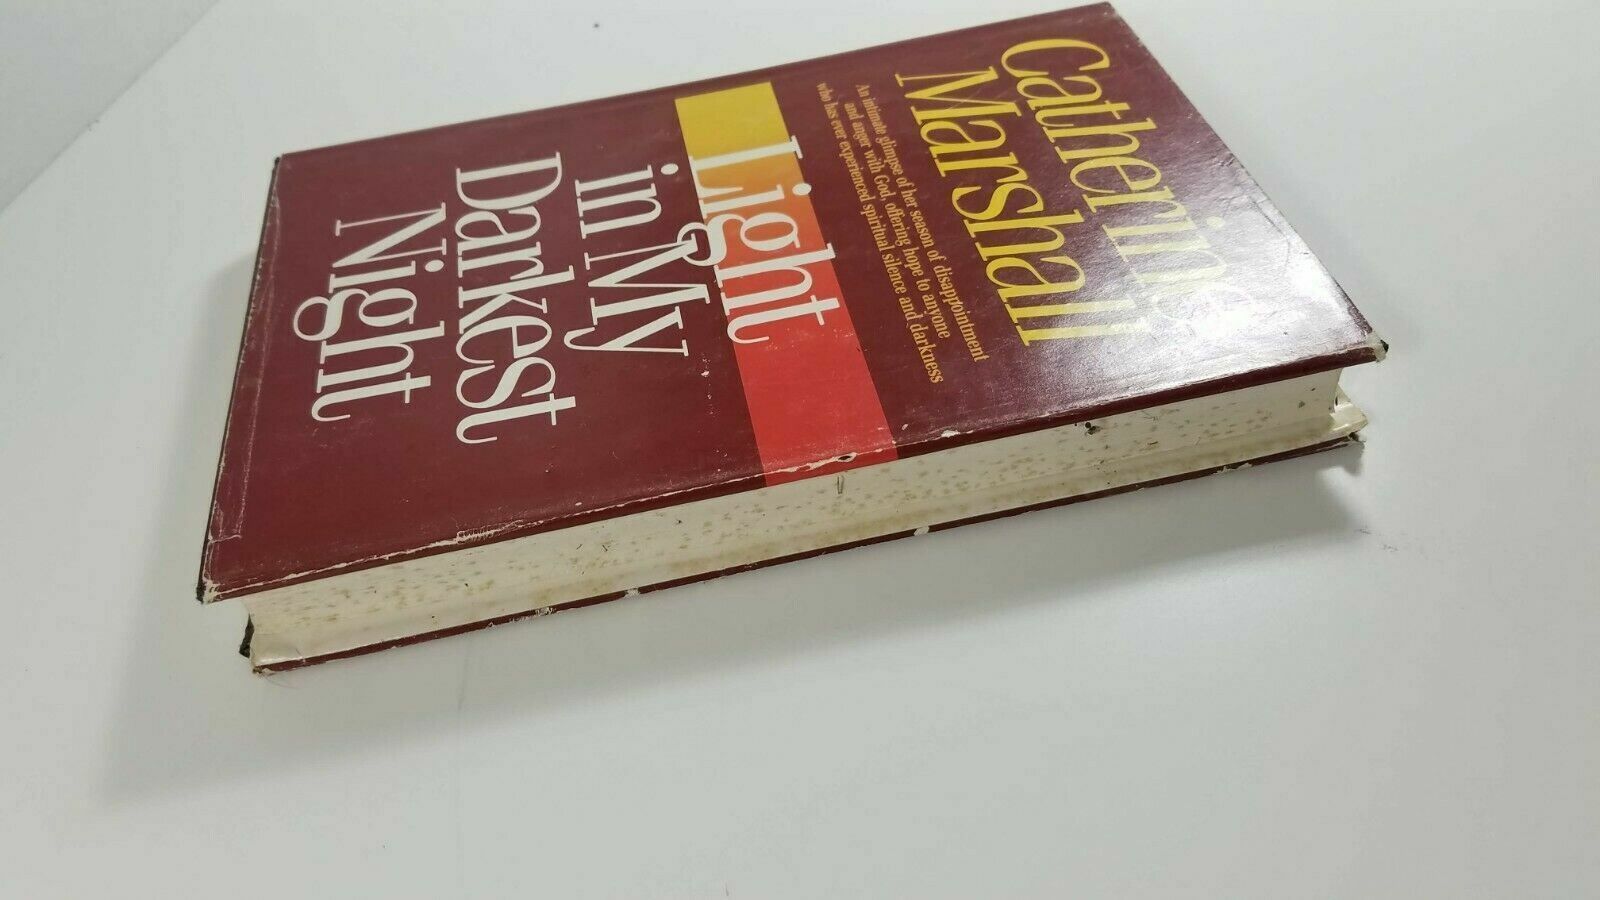 Catherine
Marshall
An intimate glimpse of her season of disappointment
and anger with God, offering hope to anyone
who has ever experienced spiritual silence and darkness
Light
in My
Darkest
Night